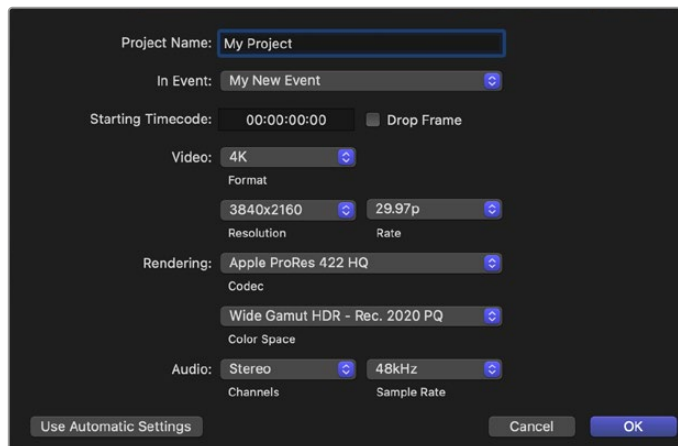 Project Name: My Project
In Event: My New Event
Starting Timecode: 00:00:00:00 Drop Frame
Video: 4K
Format
3840x2160 29.97p
Resolution Rate
Rendering: Apple ProRes 422 HQ
Codec
Wide Gamut HDR - Rec. 2020 PQ
Color Space
Audio: Stereo 48kHz
Channels Sample Rate
Use Automatic Settings Cancel OK